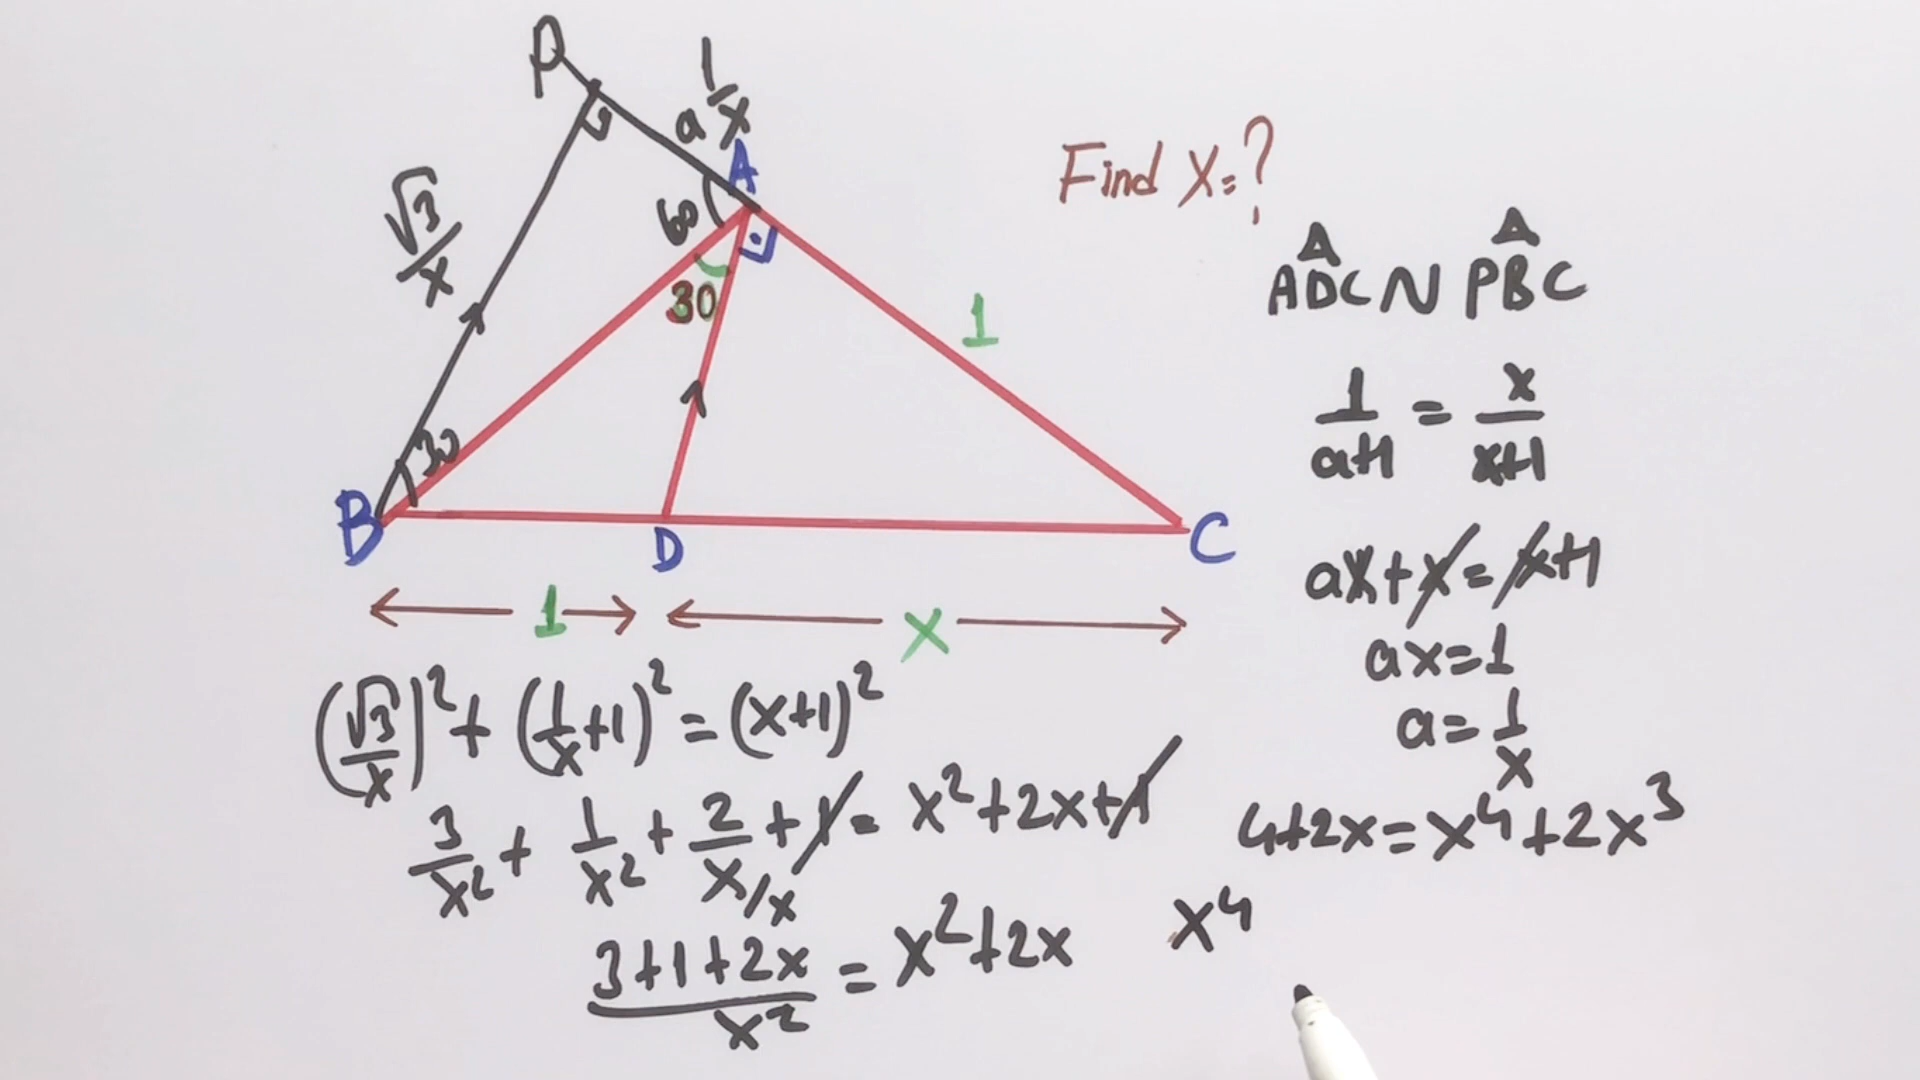 P
a 1/x
A
√3/x
60
Find x=?
30
1
ADC ~ PBC
30
1/(a+1) = x/(x+1)
B
D
C
ax+x=x+1
1
x
ax=1
(√3/x)²+(1/x+1)²=(x+1)²
a=1/x
3/x²+1/x²+2/x/x+1=x²+2x+1
4+2x=x⁴+2x³
(3+1+2x)/x²=x²+2x
x⁴